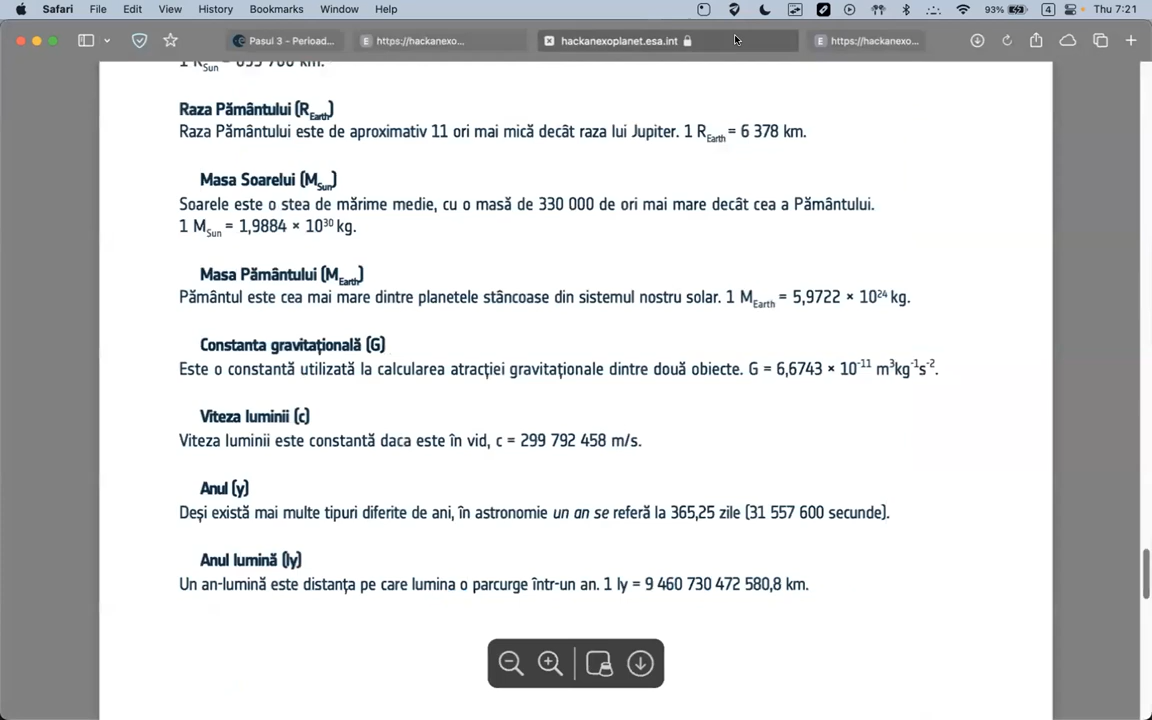 Safari File Edit View History Bookmarks Window Help 93% 4 Thu 7:21
Pasul 3 - Perioad... https://hackanexo... hackanexoplanet.esa.int https://hackanexo...
Raza Pământului (REarth)
Raza Pământului este de aproximativ 11 ori mai mică decât raza lui Jupiter. 1 REarth = 6 378 km.
Masa Soarelui (MSun)
Soarele este o stea de mărime medie, cu o masă de 330 000 de ori mai mare decât cea a Pământului.
1 MSun = 1,9884 × 10³⁰ kg.
Masa Pământului (MEarth)
Pământul este cea mai mare dintre planetele stâncoase din sistemul nostru solar. 1 MEarth = 5,9722 × 10²⁴ kg.
Constanta gravitațională (G)
Este o constantă utilizată la calcularea atracției gravitaționale dintre două obiecte. G = 6,6743 × 10⁻¹¹ m³kg⁻¹s⁻².
Viteza luminii (c)
Viteza luminii este constantă daca este în vid, c = 299 792 458 m/s.
Anul (y)
Deși există mai multe tipuri diferite de ani, în astronomie un an se referă la 365,25 zile (31 557 600 secunde).
Anul lumină (ly)
Un an-lumină este distanța pe care lumina o parcurge într-un an. 1 ly = 9 460 730 472 580,8 km.